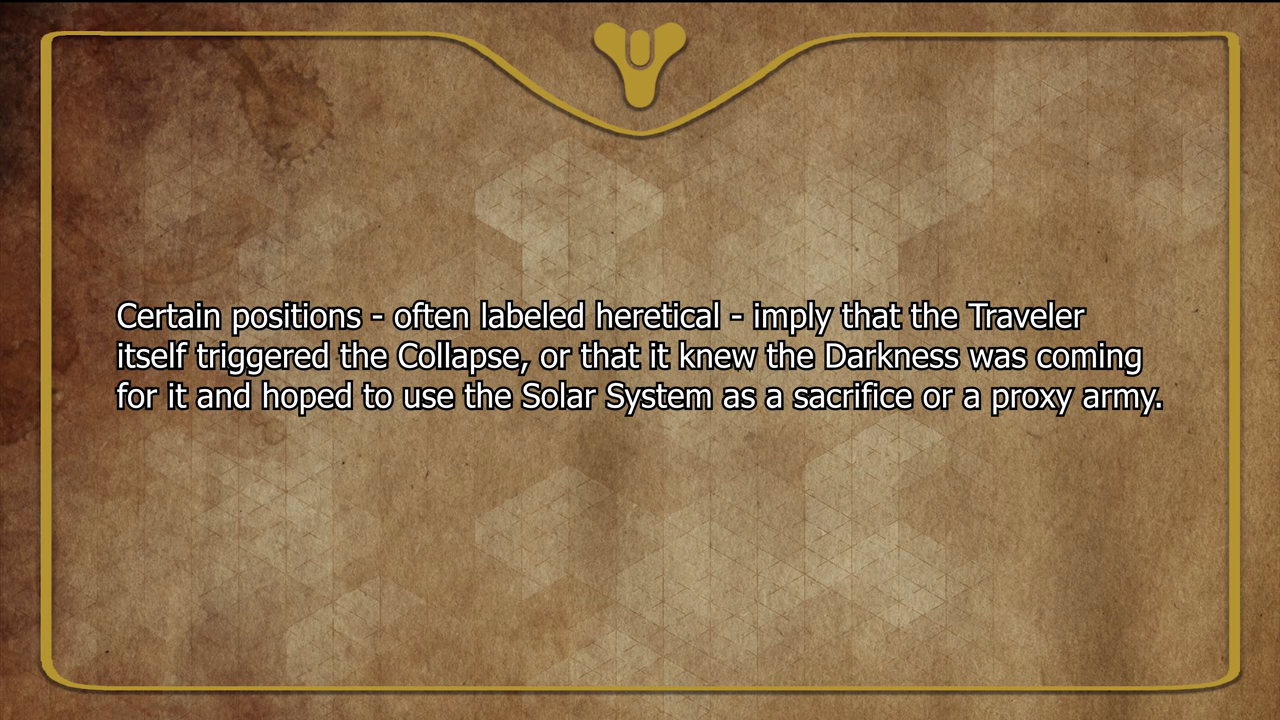 Certain positions - often labeled heretical - imply that the Traveler
itself triggered the Collapse, or that it knew the Darkness was coming
for it and hoped to use the Solar System as a sacrifice or a proxy army.